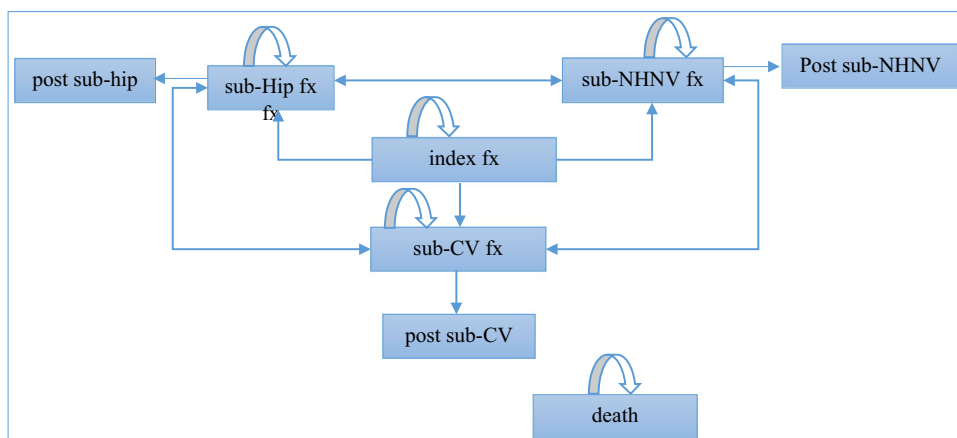 post sub-hip
sub-Hip fx
fx
sub-NHNV fx
Post sub-NHNV
index fx
sub-CV fx
post sub-CV
death